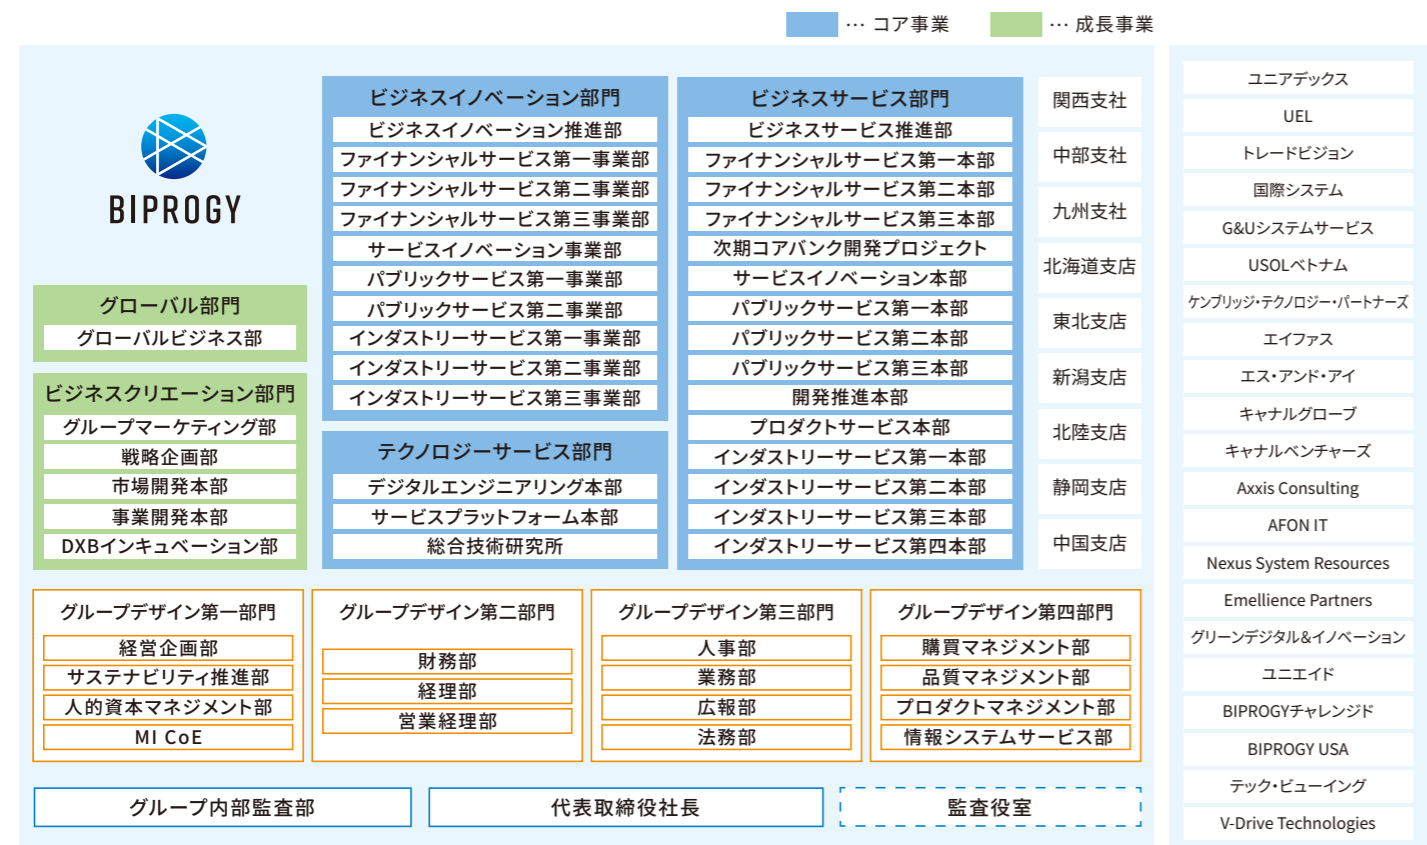 … コア事業
… 成長事業
BIPROGY
グローバル部門
グローバルビジネス部
ビジネスクリエーション部門
グループマーケティング部
戦略企画部
市場開発本部
事業開発本部
DXBインキュベーション部
ビジネスイノベーション部門
ビジネスイノベーション推進部
ファイナンシャルサービス第一事業部
ファイナンシャルサービス第二事業部
ファイナンシャルサービス第三事業部
サービスイノベーション事業部
パブリックサービス第一事業部
パブリックサービス第二事業部
インダストリーサービス第一事業部
インダストリーサービス第二事業部
インダストリーサービス第三事業部
テクノロジーサービス部門
デジタルエンジニアリング本部
サービスプラットフォーム本部
総合技術研究所
ビジネスサービス部門
ビジネスサービス推進部
ファイナンシャルサービス第一本部
ファイナンシャルサービス第二本部
ファイナンシャルサービス第三本部
次期コアバンク開発プロジェクト
サービスイノベーション本部
パブリックサービス第一本部
パブリックサービス第二本部
パブリックサービス第三本部
開発推進本部
プロダクトサービス本部
インダストリーサービス第一本部
インダストリーサービス第二本部
インダストリーサービス第三本部
インダストリーサービス第四本部
関西支社
中部支社
九州支社
北海道支店
東北支店
新潟支店
北陸支店
静岡支店
中国支店
グループデザイン第一部門
経営企画部
サステナビリティ推進部
人的資本マネジメント部
MI CoE
グループデザイン第二部門
財務部
経理部
営業経理部
グループデザイン第三部門
人事部
業務部
広報部
法務部
グループデザイン第四部門
購買マネジメント部
品質マネジメント部
プロダクトマネジメント部
情報システムサービス部
グループ内部監査部
代表取締役社長
監査役室
ユニアデックス
UEL
トレードビジョン
国際システム
G&Uシステムサービス
USOLベトナム
ケンブリッジ・テクノロジー・パートナーズ
エイファス
エス・アンド・アイ
キャナルグローブ
キャナルベンチャーズ
Axxis Consulting
AFON IT
Nexus System Resources
Emellience Partners
グリーンデジタル&イノベーション
ユニエイド
BIPROGYチャレンジド
BIPROGY USA
テック・ビューイング
V-Drive Technologies